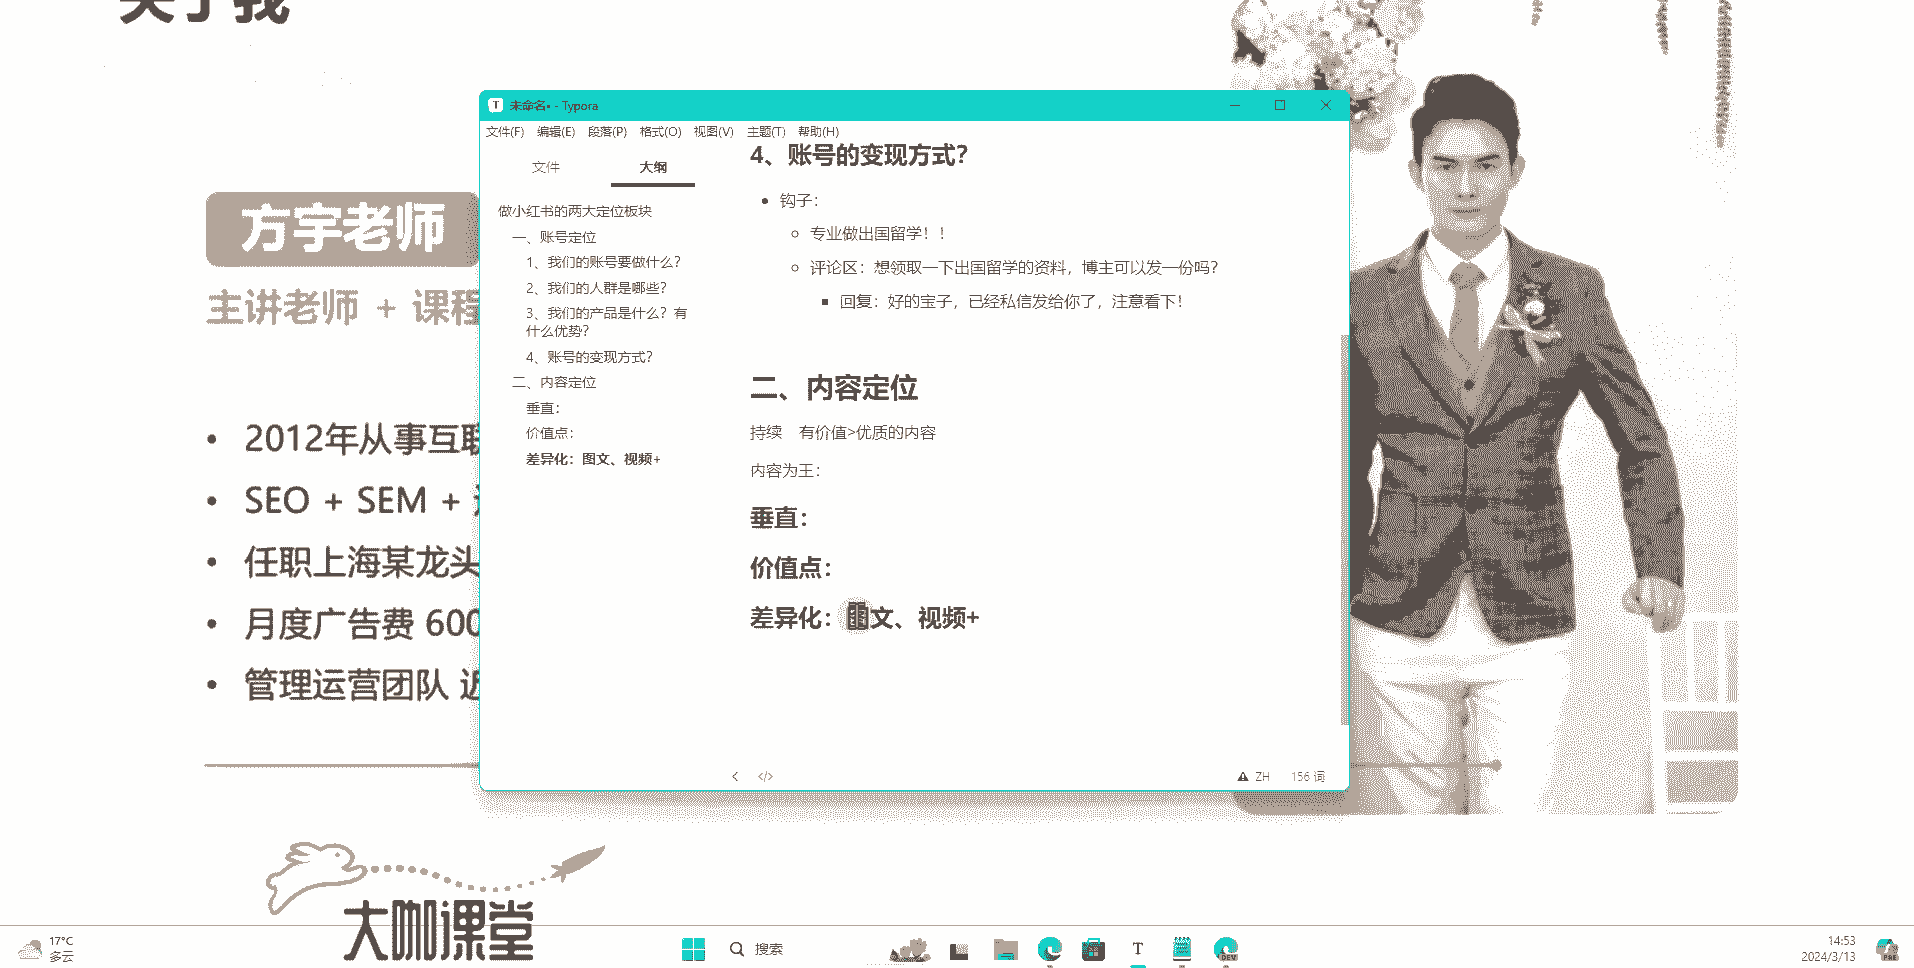 关于我
方宇老师
主讲老师 + 课程
• 2012年从事互联
• SEO + SEM +
• 任职上海某龙头
• 月度广告费 600
• 管理运营团队 近
大咖课堂
未命名• - Typora
文件(F) 编辑(E) 段落(P) 格式(O) 视图(V) 主题(T) 帮助(H)
文件 大纲
做小红书的两大定位板块
一、账号定位
1、我们的账号要做什么?
2、我们的人群是哪些?
3、我们的产品是什么? 有
什么优势?
4、账号的变现方式?
二、内容定位
垂直:
价值点:
差异化: 图文、视频+
4、账号的变现方式?
• 钩子:
专业做出国留学! !
评论区: 想领取一下出国留学的资料, 博主可以发一份吗?
回复: 好的宝子, 已经私信发给你了, 注意看下!
二、内容定位
持续 有价值>优质的内容
内容为王:
垂直:
价值点:
差异化: 图文、视频+
ZH 156 词
17°C
多云
搜索
T
DEV
14:53
2024/3/13
PRE